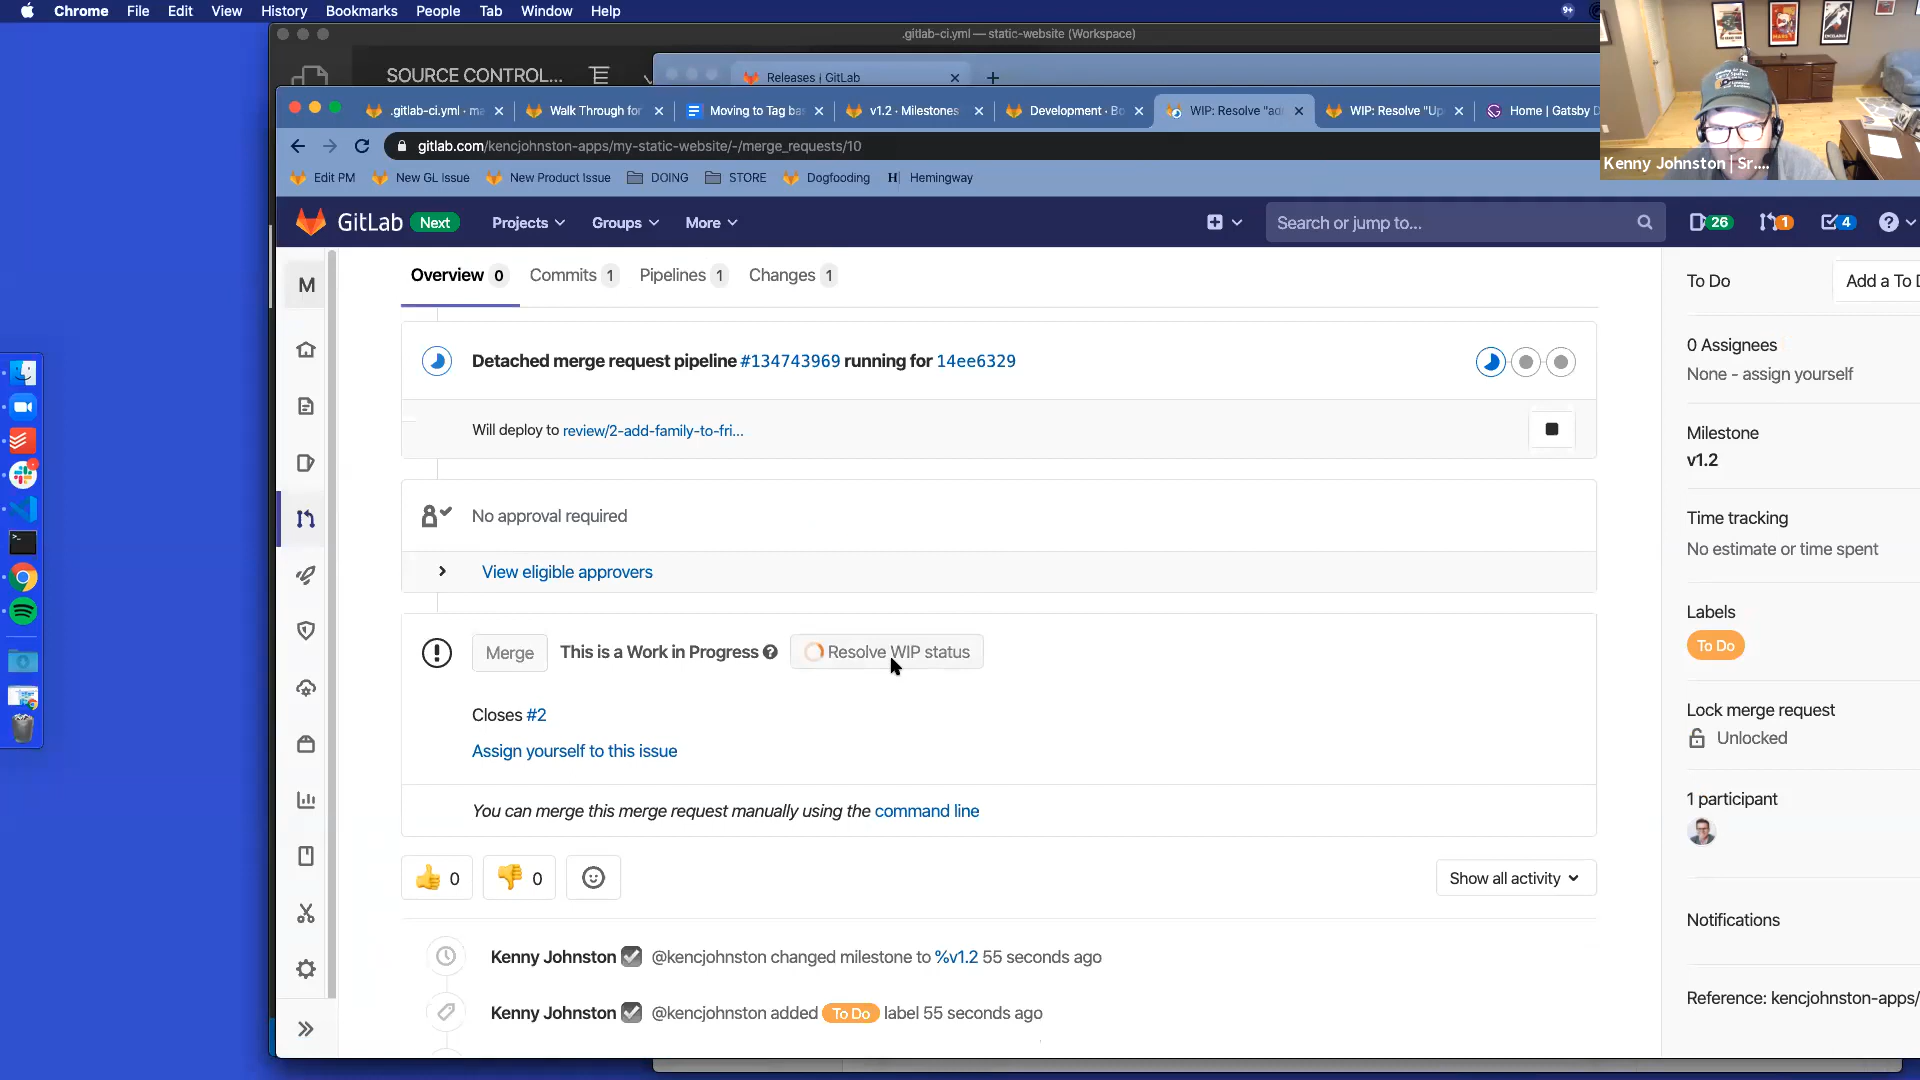 Chrome File Edit View History Bookmarks People Tab Window Help
9+
.gitlab-ci.yml — static-website (Workspace)
SOURCE CONTROL...
Releases | GitLab
.gitlab-ci.yml · ma
Walk Through for
Moving to Tag ba
v1.2 · Milestones
Development · Bo
WIP: Resolve "ad
WIP: Resolve "Up
Home | Gatsby D
gitlab.com/kencjohnston-apps/my-static-website/-/merge_requests/10
Kenny Johnston | Sr....
Edit PM
New GL Issue
New Product Issue
DOING
STORE
Dogfooding
H
Hemingway
GitLab Next Projects Groups More
Search or jump to...
26
1
4
M
Overview 0 Commits 1 Pipelines 1 Changes 1
Detached merge request pipeline #134743969 running for 14ee6329
Will deploy to review/2-add-family-to-fri...
No approval required
View eligible approvers
Merge This is a Work in Progress Resolve WIP status
Closes #2
Assign yourself to this issue
You can merge this merge request manually using the command line
0
0
Show all activity
Kenny Johnston @kencjohnston changed milestone to %v1.2 55 seconds ago
Kenny Johnston @kencjohnston added To Do label 55 seconds ago
To Do
Add a To D
0 Assignees
None - assign yourself
Milestone
v1.2
Time tracking
No estimate or time spent
Labels
To Do
Lock merge request
Unlocked
1 participant
Notifications
Reference: kencjohnston-apps/